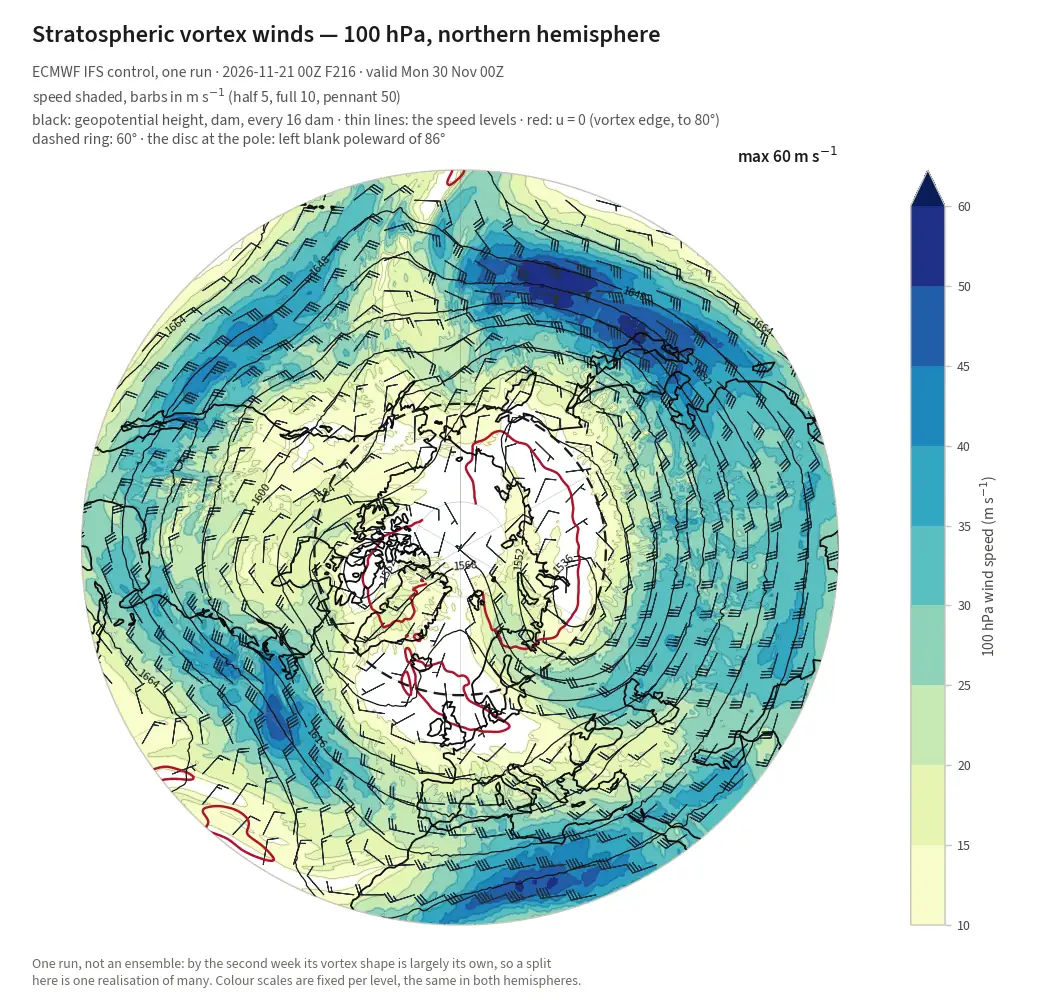 Stratospheric vortex winds — 100 hPa, northern hemisphere
ECMWF IFS control, one run · 2026-11-21 00Z F216 · valid Mon 30 Nov 00Z
speed shaded, barbs in m s⁻¹ (half 5, full 10, pennant 50)
black: geopotential height, dam, every 16 dam · thin lines: the speed levels · red: u = 0 (vortex edge, to 80°)
dashed ring: 60° · the disc at the pole: left blank poleward of 86°
max 60 m s⁻¹
60
50
45
40
35
30
25
20
15
10
100 hPa wind speed (m s⁻¹)
1648
1648
1664
1664
1600
1584
1552
1536
1568
1664
One run, not an ensemble: by the second week its vortex shape is largely its own, so a split
here is one realisation of many. Colour scales are fixed per level, the same in both hemispheres.